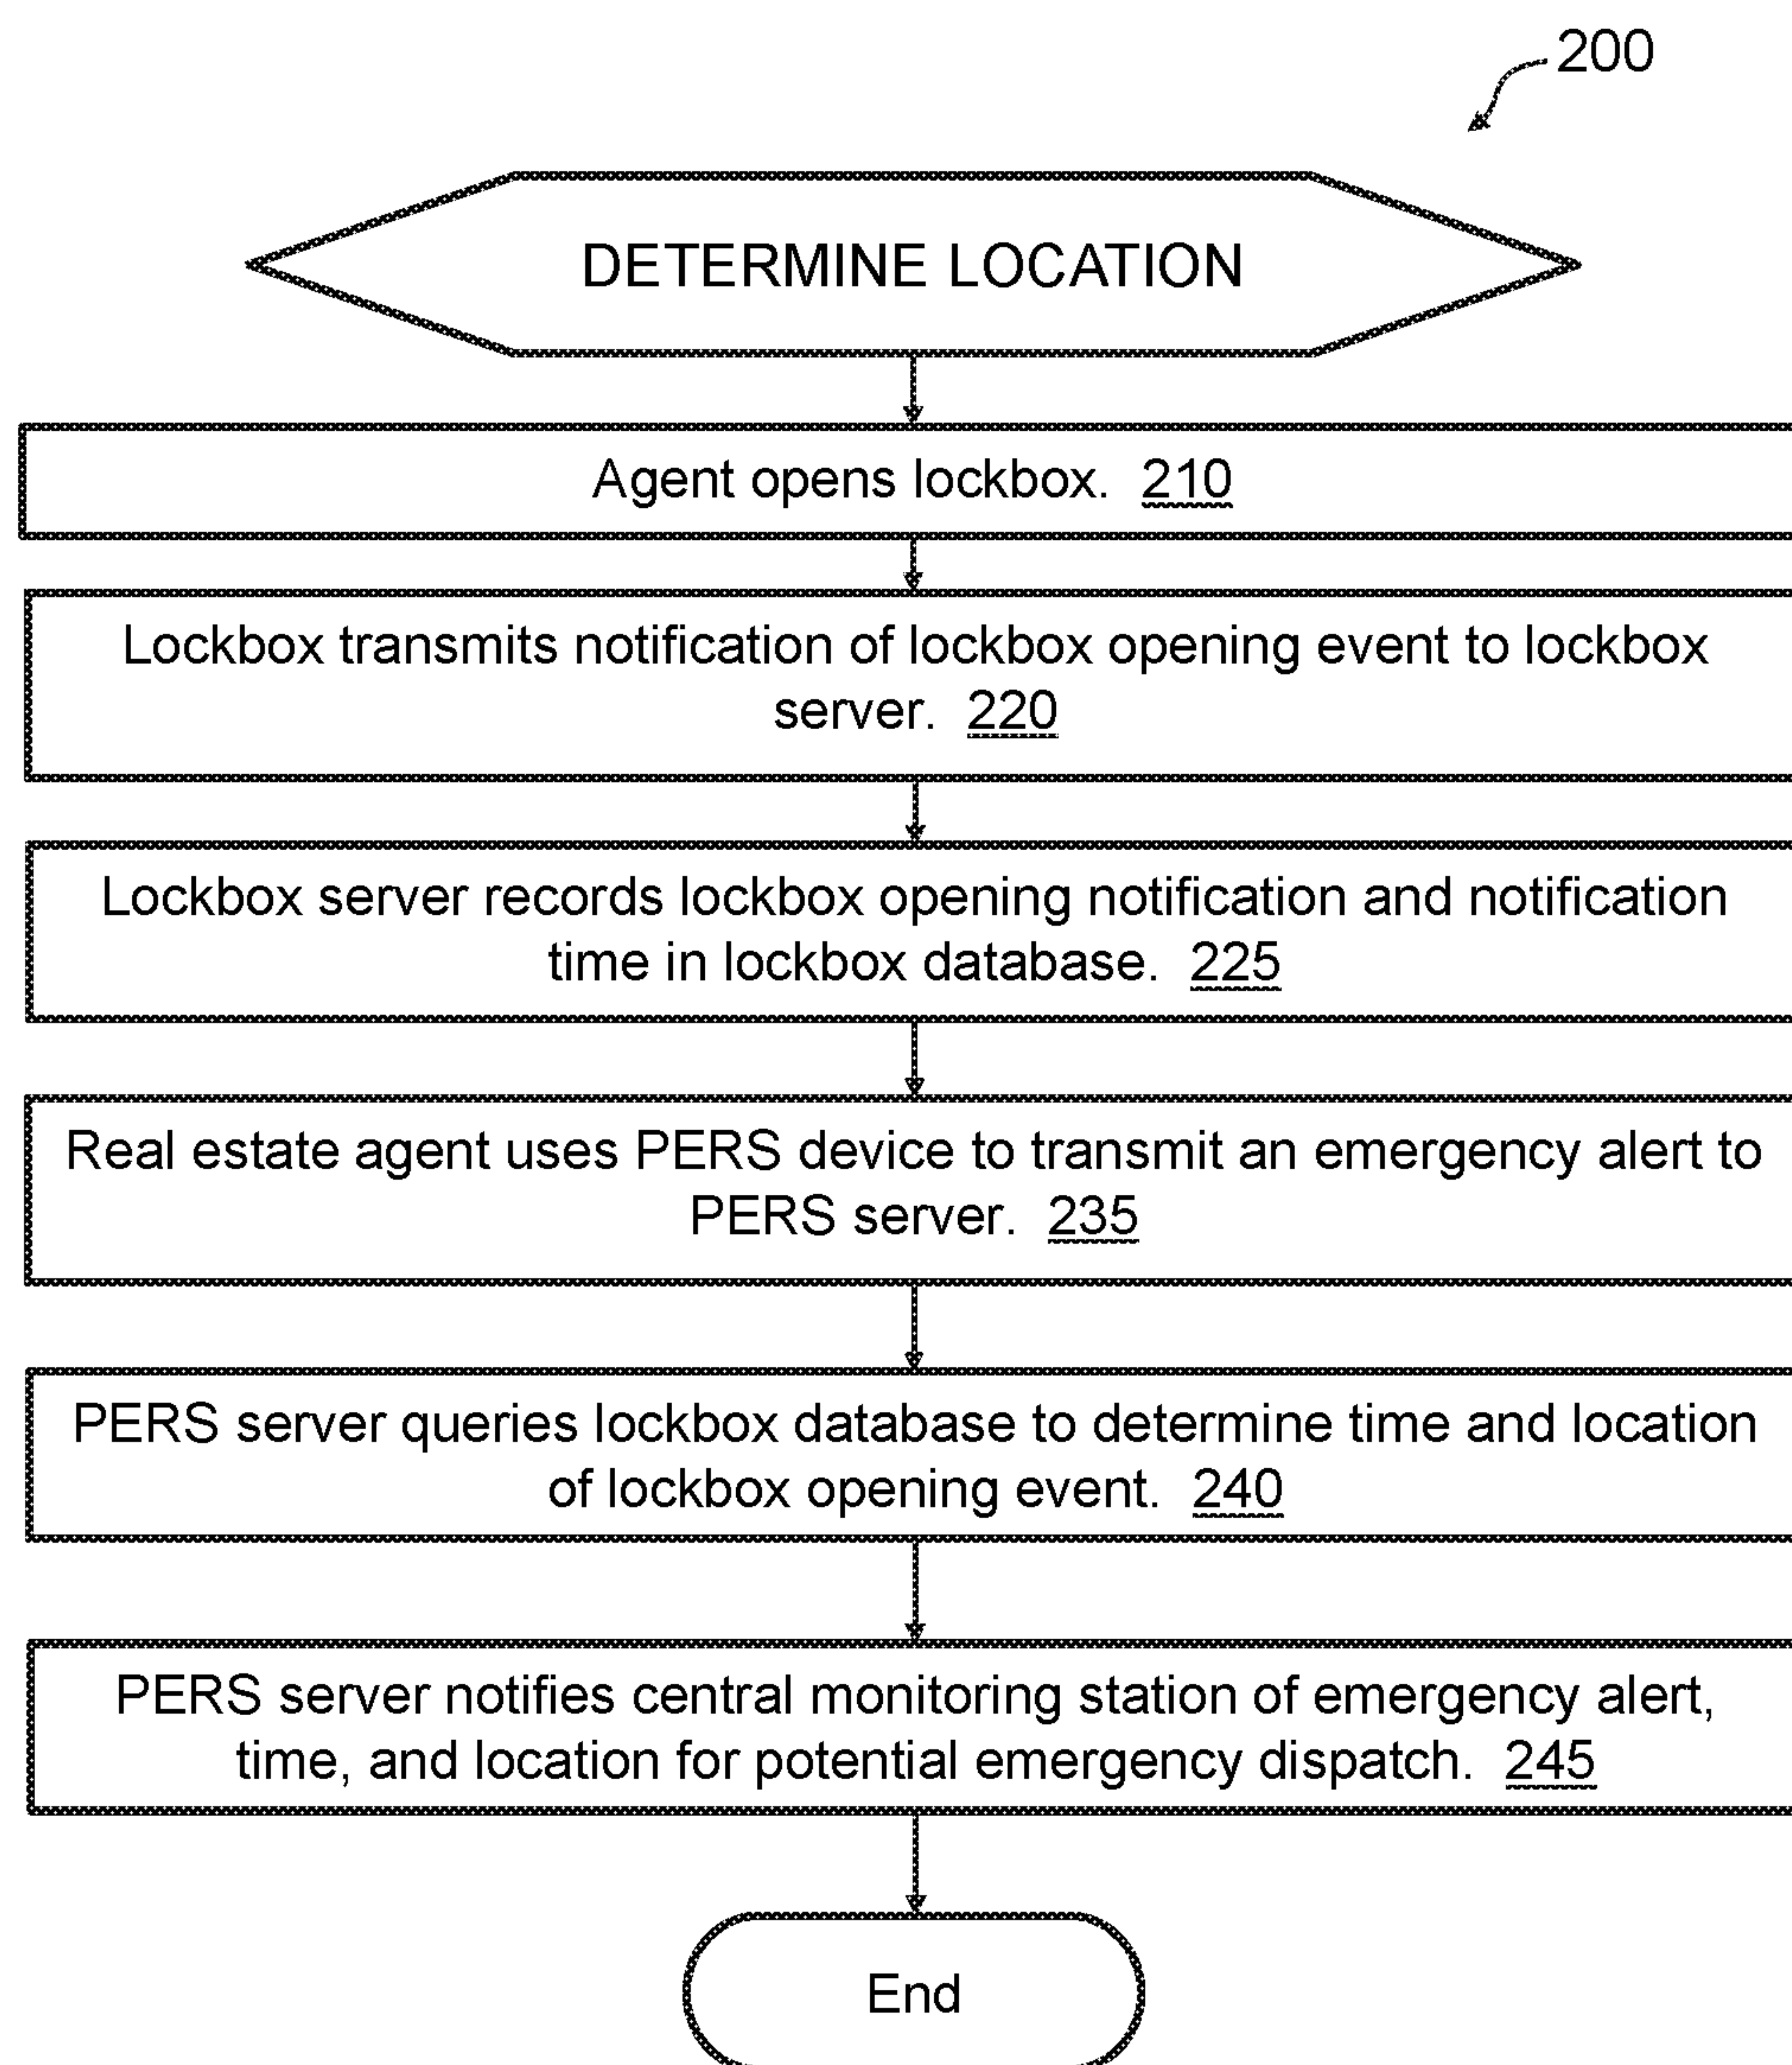 200
DETERMINE LOCATION
Agent opens lockbox. 210
Lockbox transmits notification of lockbox opening event to lockbox
server. 220
Lockbox server records lockbox opening notification and notification
time in lockbox database. 225
Real estate agent uses PERS device to transmit an emergency alert to
PERS server. 235
PERS server queries lockbox database to determine time and location
of lockbox opening event. 240
PERS server notifies central monitoring station of emergency alert,
time, and location for potential emergency dispatch. 245
End